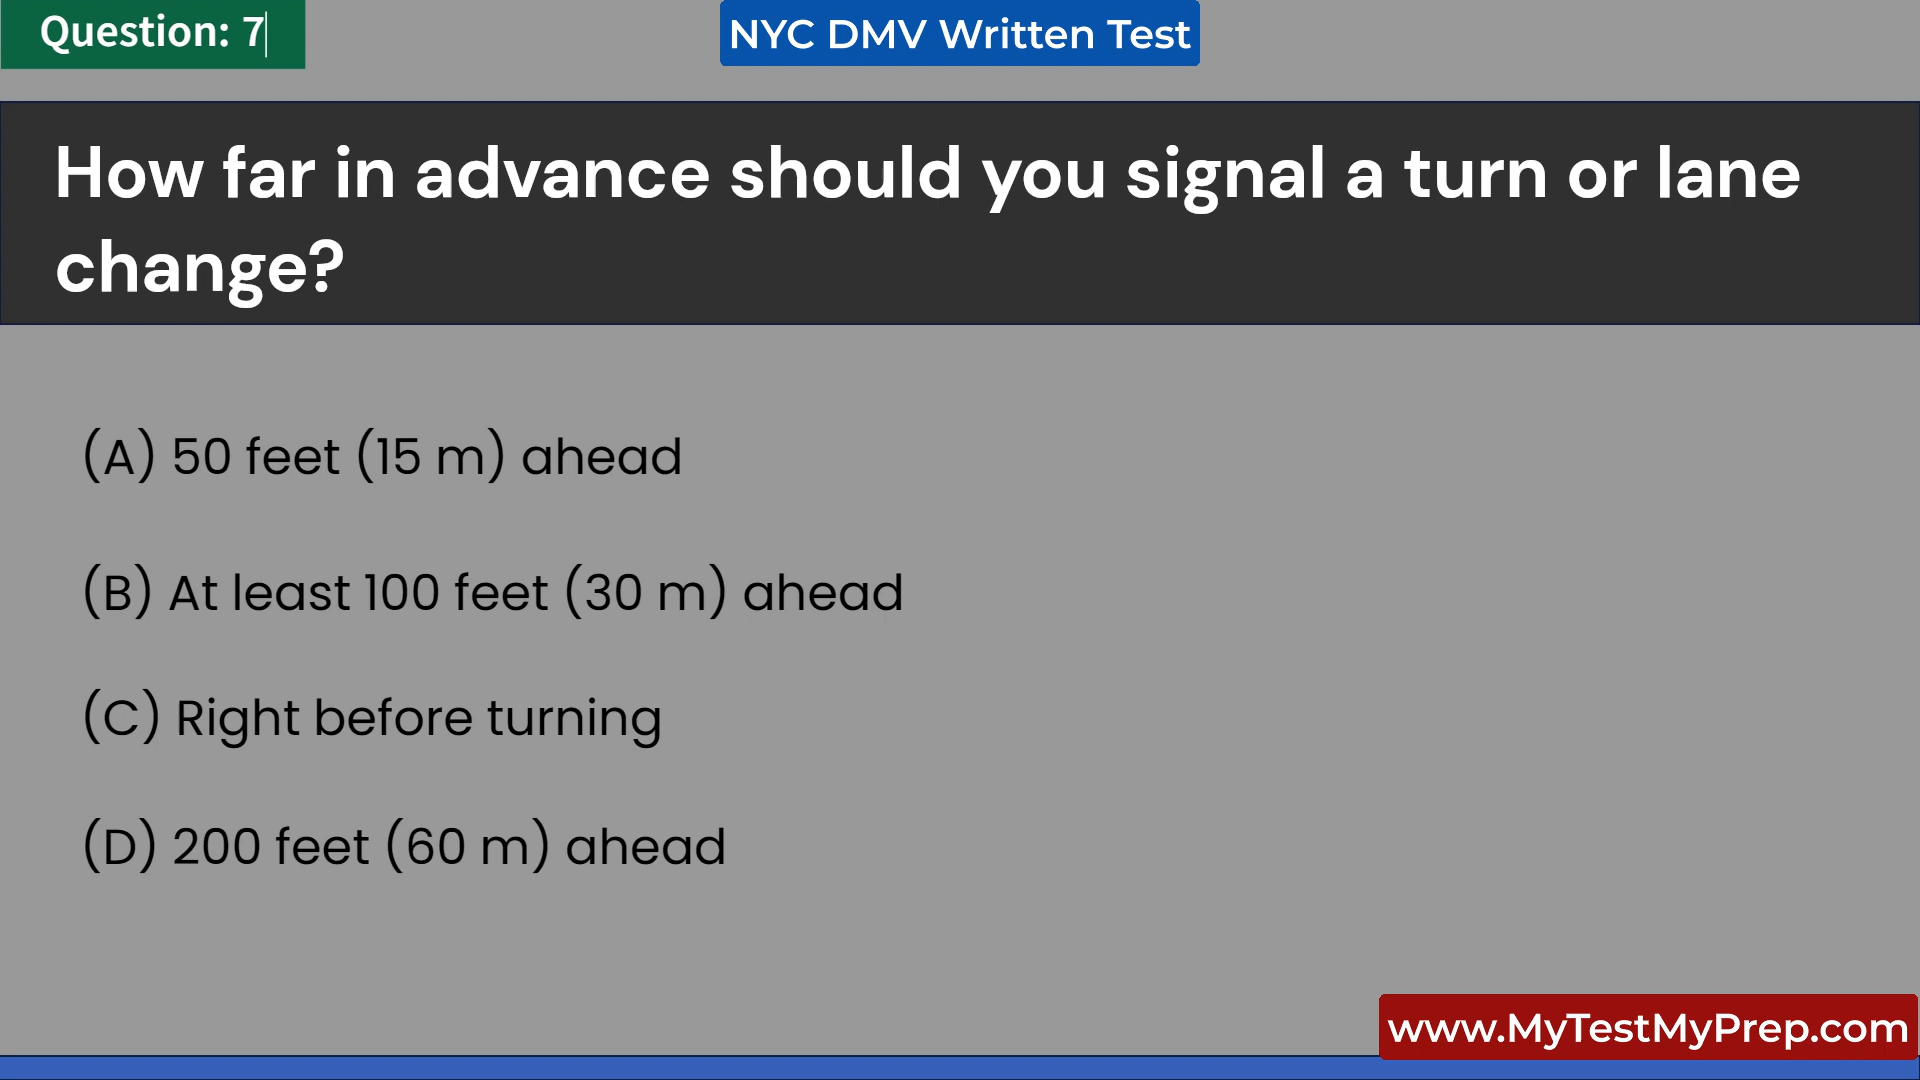 Question: 7
NYC DMV Written Test
How far in advance should you signal a turn or lane
change?
(A) 50 feet (15 m) ahead
(B) At least 100 feet (30 m) ahead
(C) Right before turning
(D) 200 feet (60 m) ahead
www.MyTestMyPrep.com